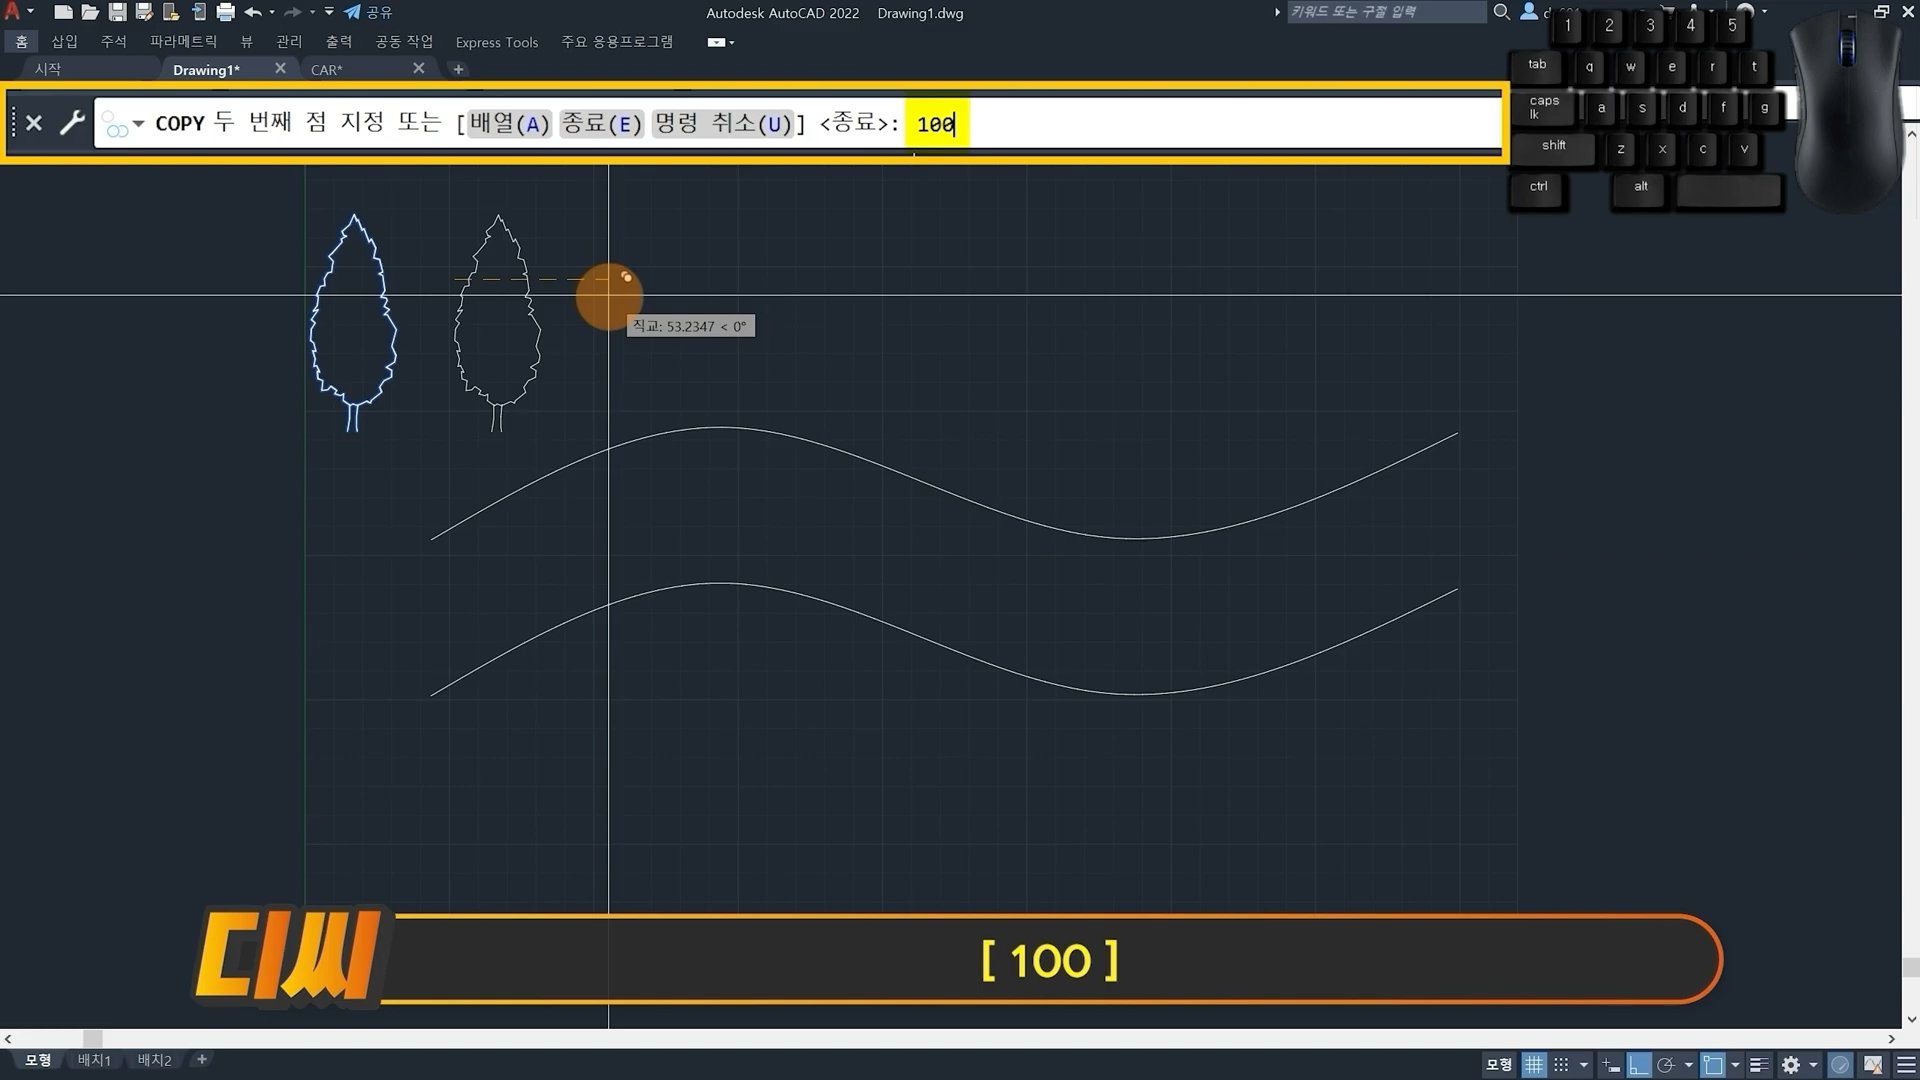 공유
Autodesk AutoCAD 2022 Drawing1.dwg
키워드 또는 구절 입력
홈 삽입 주석 파라메트릭 뷰 관리 출력 공동 작업 Express Tools 주요 응용프로그램
시작 Drawing1* CAR*
COPY 두 번째 점 지정 또는 [배열(A) 종료(E) 명령 취소(U)] <종료>: 100
1 2 3 4 5
tab q w e r t
caps lk a s d f g
shift z x c v
ctrl alt
직교: 53.2347 < 0°
디씨
[ 100 ]
모형 배치1 배치2
모형